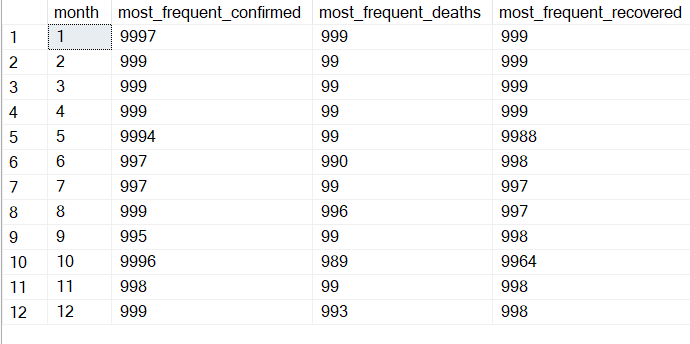 month most_frequent_confirmed most_frequent_deaths most_frequent_recovered
1 1 9997 999 999
2 2 999 99 999
3 3 999 99 999
4 4 999 99 999
5 5 9994 99 9988
6 6 997 990 998
7 7 997 99 997
8 8 999 996 997
9 9 995 99 998
10 10 9996 989 9964
11 11 998 99 998
12 12 999 993 998